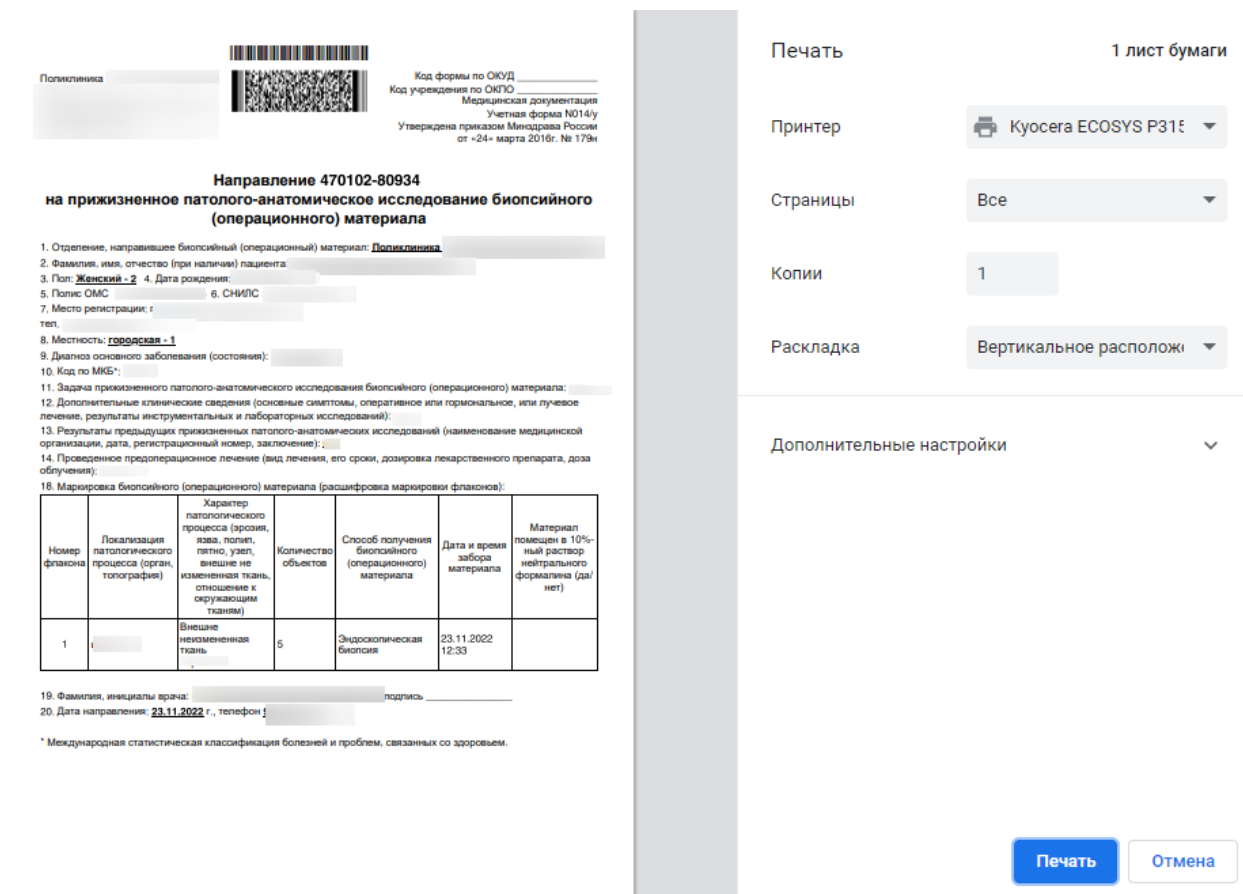 Поликлиника
Код формы по ОКУД ____________
Код учреждения по ОКПО ____________
Медицинская документация
Учетная форма N014/у
Утверждена приказом Минздрава России
от «24» марта 2016г. № 179н
Направление 470102-80934
на прижизненное патолого-анатомическое исследование биопсийного
(операционного) материала
1. Отделение, направившее биопсийный (операционный) материал: Поликлиника
2. Фамилия, имя, отчество (при наличии) пациента
3. Пол: Женский - 2 4. Дата рождения:
5. Полис ОМС 6. СНИЛС
7. Место регистрации:
тел.
8. Местность: городская - 1
9. Диагноз основного заболевания (состояния):
10. Код по МКБ*:
11. Задача прижизненного патолого-анатомического исследования биопсийного (операционного) материала:
12. Дополнительные клинические сведения (основные симптомы, оперативное или гормональное, или лучевое
лечение, результаты инструментальных и лабораторных исследований):
13. Результаты предыдущих прижизненных патолого-анатомических исследований (наименование медицинской
организации, дата, регистрационный номер, заключение):
14. Проведенное предоперационное лечение (вид лечения, его сроки, дозировка лекарственного препарата, доза
облучения):
18. Маркировка биопсийного (операционного) материала (расшифровка маркировки флаконов):
Номер
флакона
Локализация
патологического
процесса (орган,
топография)
Характер
патологического
процесса (эрозия,
язва, полип,
пятно, узел,
внешне не
измененная ткань,
отношение к
окружающим
тканям)
Количество
объектов
Способ получения
биопсийного
(операционного)
материала
Дата и время
забора
материала
Материал
помещен в 10%-
ный раствор
нейтрального
формалина (да/
нет)
1
Внешне
неизмененная
ткань
5
Эндоскопическая
биопсия
23.11.2022
12:33
19. Фамилия, инициалы врача: подпись ____________
20. Дата направления: 23.11.2022 г., телефон
* Международная статистическая классификация болезней и проблем, связанных со здоровьем.
Печать 1 лист бумаги
Принтер Kyocera ECOSYS P315
Страницы Все
Копии 1
Раскладка Вертикальное располож
Дополнительные настройки
Печать Отмена